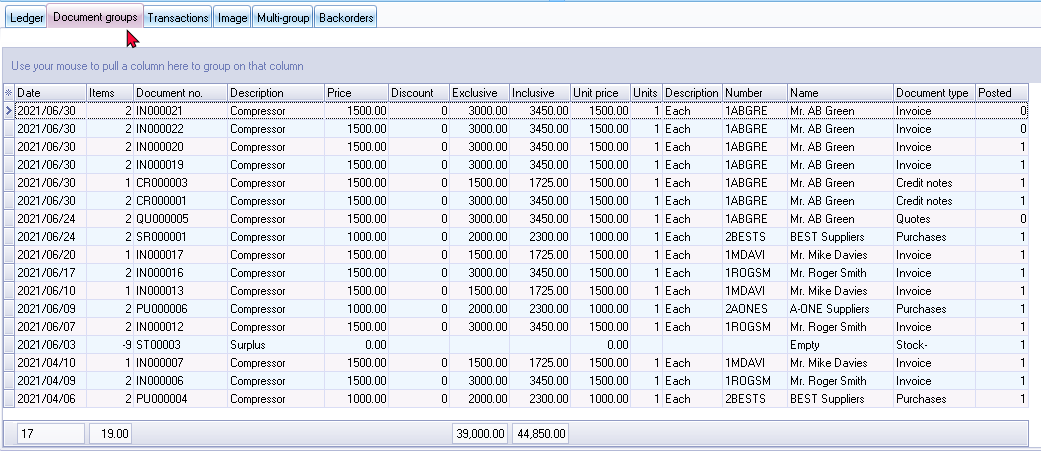 Ledger Document groups Transactions Image Multi-group Backorders
Use your mouse to pull a column here to group on that column
Date Items Document no. Description Price Discount Exclusive Inclusive Unit price Units Description Number Name Document type Posted
2021/06/30 2 IN000021 Compressor 1500.00 0 3000.00 3450.00 1500.00 1 Each 1ABGRE Mr. AB Green Invoice 0
2021/06/30 2 IN000022 Compressor 1500.00 0 3000.00 3450.00 1500.00 1 Each 1ABGRE Mr. AB Green Invoice 0
2021/06/30 2 IN000020 Compressor 1500.00 0 3000.00 3450.00 1500.00 1 Each 1ABGRE Mr. AB Green Invoice 1
2021/06/30 2 IN000019 Compressor 1500.00 0 3000.00 3450.00 1500.00 1 Each 1ABGRE Mr. AB Green Invoice 1
2021/06/30 1 CR000003 Compressor 1500.00 0 1500.00 1725.00 1500.00 1 Each 1ABGRE Mr. AB Green Credit notes 1
2021/06/30 2 CR000001 Compressor 1500.00 0 3000.00 3450.00 1500.00 1 Each 1ABGRE Mr. AB Green Credit notes 1
2021/06/24 2 QU000005 Compressor 1500.00 0 3000.00 3450.00 1500.00 1 Each 1ABGRE Mr. AB Green Quotes 0
2021/06/24 2 SR000001 Compressor 1000.00 0 2000.00 2300.00 1000.00 1 Each 2BESTS BEST Suppliers Purchases 1
2021/06/20 1 IN000017 Compressor 1500.00 0 1500.00 1725.00 1500.00 1 Each 1MDAVI Mr. Mike Davies Invoice 1
2021/06/17 2 IN000016 Compressor 1500.00 0 3000.00 3450.00 1500.00 1 Each 1ROGSM Mr. Roger Smith Invoice 1
2021/06/10 1 IN000013 Compressor 1500.00 0 1500.00 1725.00 1500.00 1 Each 1MDAVI Mr. Mike Davies Invoice 1
2021/06/09 2 PU000006 Compressor 1000.00 0 2000.00 2300.00 1000.00 1 Each 2AONES A-ONE Suppliers Purchases 1
2021/06/07 2 IN000012 Compressor 1500.00 0 3000.00 3450.00 1500.00 1 Each 1ROGSM Mr. Roger Smith Invoice 1
2021/06/03 -9 ST00003 Surplus 0.00 0.00 Empty Stock- 1
2021/04/10 1 IN000007 Compressor 1500.00 0 1500.00 1725.00 1500.00 1 Each 1MDAVI Mr. Mike Davies Invoice 1
2021/04/09 2 IN000006 Compressor 1500.00 0 3000.00 3450.00 1500.00 1 Each 1ROGSM Mr. Roger Smith Invoice 1
2021/04/06 2 PU000004 Compressor 1000.00 0 2000.00 2300.00 1000.00 1 Each 2BESTS BEST Suppliers Purchases 1
17 19.00 39,000.00 44,850.00